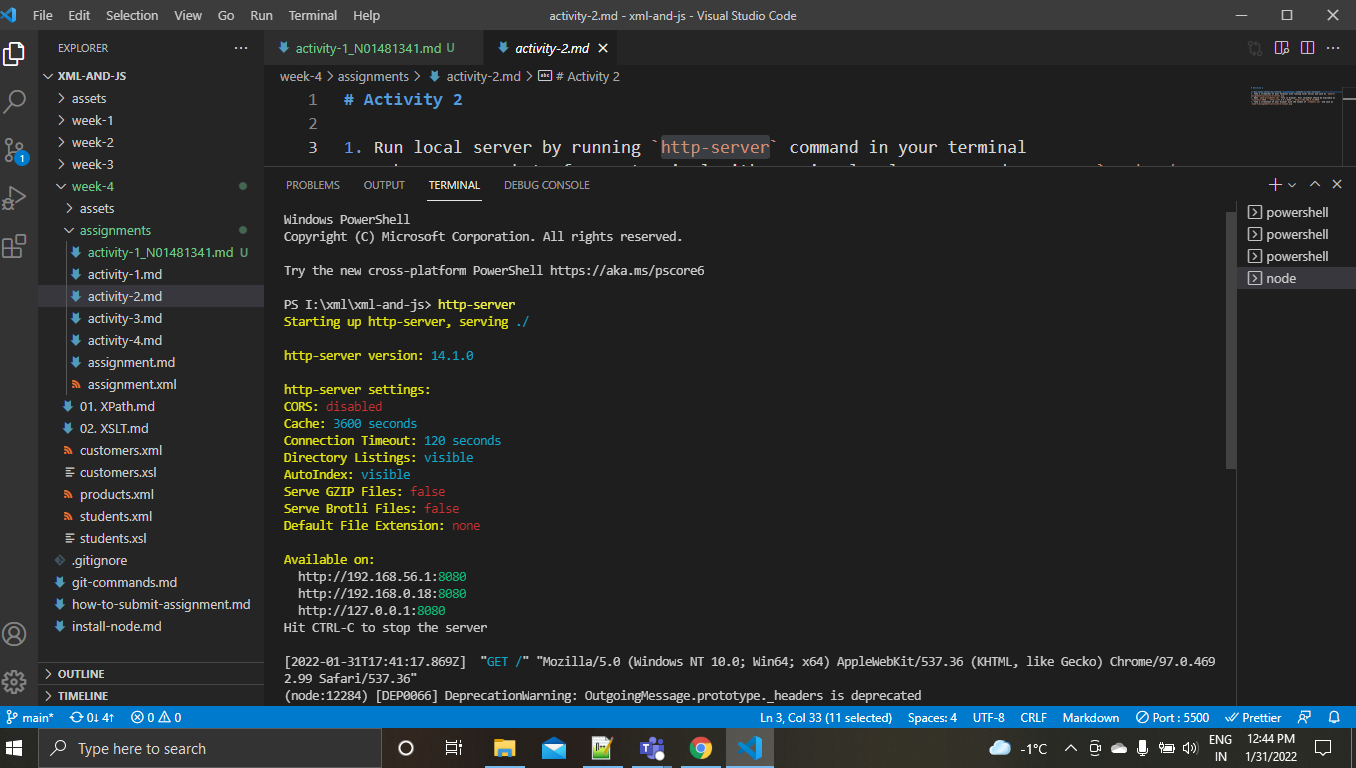 File Edit Selection View Go Run Terminal Help
activity-2.md - xml-and-js - Visual Studio Code
EXPLORER
XML-AND-JS
assets
week-1
week-2
week-3
week-4
assets
assignments
activity-1_N01481341.md U
activity-1.md
activity-2.md
activity-3.md
activity-4.md
assignment.md
assignment.xml
01. XPath.md
02. XSLT.md
customers.xml
customers.xsl
products.xml
students.xml
students.xsl
.gitignore
git-commands.md
how-to-submit-assignment.md
install-node.md
OUTLINE
TIMELINE
1
activity-1_N01481341.md U
activity-2.md
week-4 > assignments > activity-2.md > abc # Activity 2
1 # Activity 2
2
3 1. Run local server by running `http-server` command in your terminal
PROBLEMS OUTPUT TERMINAL DEBUG CONSOLE
Windows PowerShell
Copyright (C) Microsoft Corporation. All rights reserved.
Try the new cross-platform PowerShell https://aka.ms/pscore6
PS I:\xml\xml-and-js> http-server
Starting up http-server, serving ./
http-server version: 14.1.0
http-server settings:
CORS: disabled
Cache: 3600 seconds
Connection Timeout: 120 seconds
Directory Listings: visible
AutoIndex: visible
Serve GZIP Files: false
Serve Brotli Files: false
Default File Extension: none
Available on:
http://192.168.56.1:8080
http://192.168.0.18:8080
http://127.0.0.1:8080
Hit CTRL-C to stop the server
[2022-01-31T17:41:17.869Z] "GET /" "Mozilla/5.0 (Windows NT 10.0; Win64; x64) AppleWebKit/537.36 (KHTML, like Gecko) Chrome/97.0.469
2.99 Safari/537.36"
(node:12284) [DEP0066] DeprecationWarning: OutgoingMessage.prototype._headers is deprecated
powershell
powershell
powershell
node
main* 0↓ 4↑ 0 0
Ln 3, Col 33 (11 selected) Spaces: 4 UTF-8 CRLF Markdown Port : 5500 Prettier
Type here to search
-1°C
ENG
IN
12:44 PM
1/31/2022